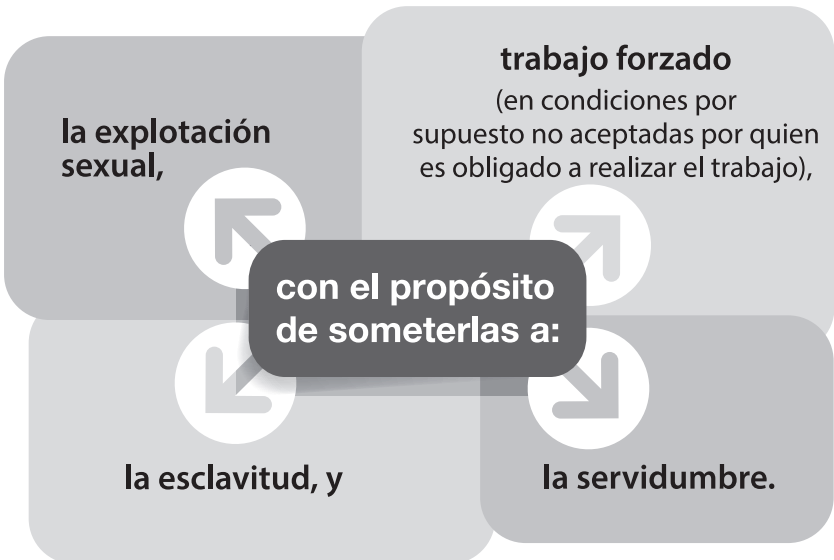 la explotación
sexual,
trabajo forzado
(en condiciones por
supuesto no aceptadas por quien
es obligado a realizar el trabajo),
con el propósito
de someterlas a:
la esclavitud, y
la servidumbre.